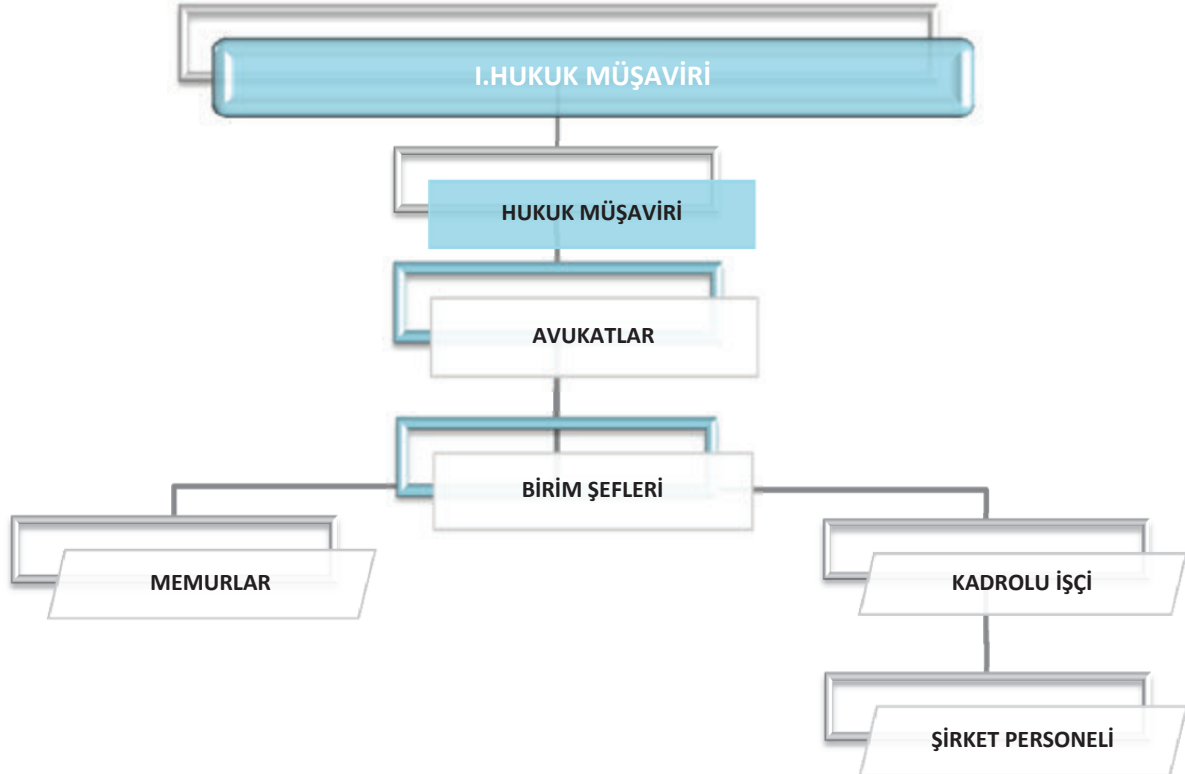 I.HUKUK MÜŞAVİRİ
HUKUK MÜŞAVİRİ
AVUKATLAR
BİRİM ŞEFLERİ
MEMURLAR
KADROLU İŞÇİ
ŞİRKET PERSONELİ